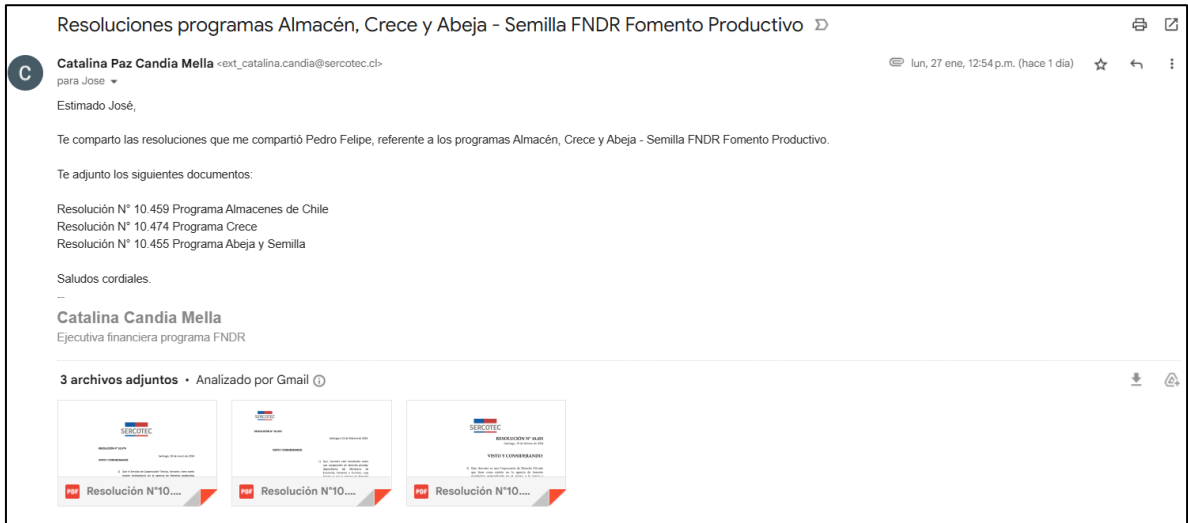 Resoluciones programas Almacén, Crece y Abeja - Semilla FNDR Fomento Productivo
C
Catalina Paz Candia Mella <ext_catalina.candia@sercotec.cl>
lun, 27 ene, 12:54 p.m. (hace 1 día)
para Jose
Estimado José,
Te comparto las resoluciones que me compartió Pedro Felipe, referente a los programas Almacén, Crece y Abeja - Semilla FNDR Fomento Productivo.
Te adjunto los siguientes documentos:
Resolución N° 10.459 Programa Almacenes de Chile
Resolución N° 10.474 Programa Crece
Resolución N° 10.455 Programa Abeja y Semilla
Saludos cordiales.
--
Catalina Candia Mella
Ejecutiva financiera programa FNDR
3 archivos adjuntos • Analizado por Gmail
SERCOTEC
VISTO Y CONSIDERANDO:
PDF Resolución N°10....
SERCOTEC
PDF Resolución N°10....
SERCOTEC
VISTO Y CONSIDERANDO:
PDF Resolución N°10....